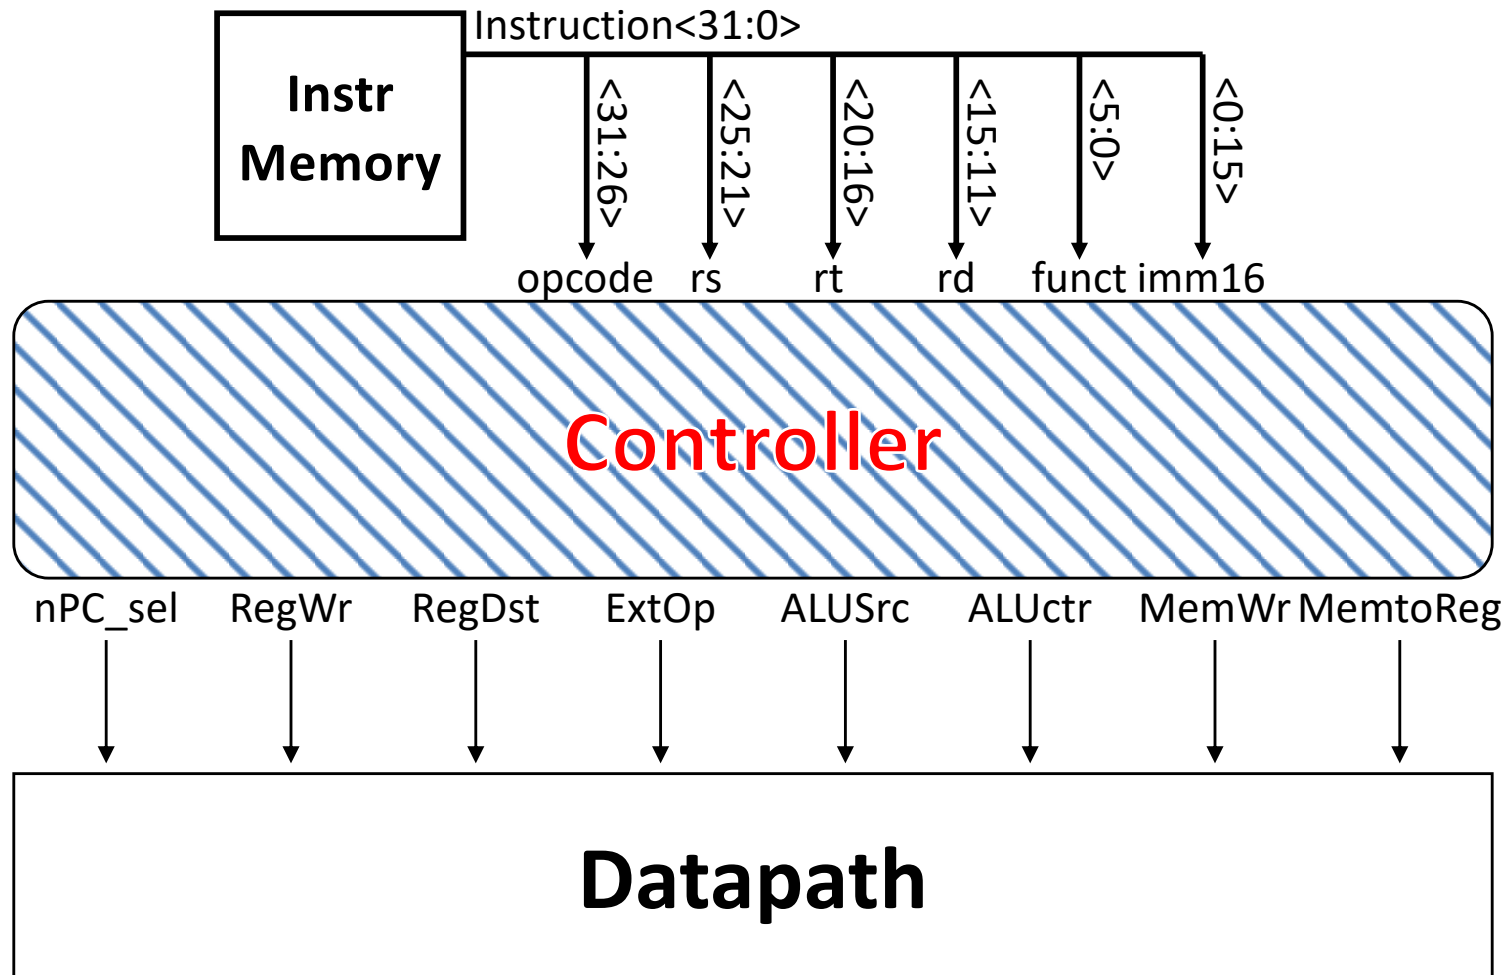 Instruction<31:0>
Instr
Memory
<31:26>
<25:21>
<20:16>
<15:11>
<5:0>
<0:15>
opcode rs rt rd funct imm16
Controller
nPC_sel RegWr RegDst ExtOp ALUSrc ALUctr MemWr MemtoReg
Datapath